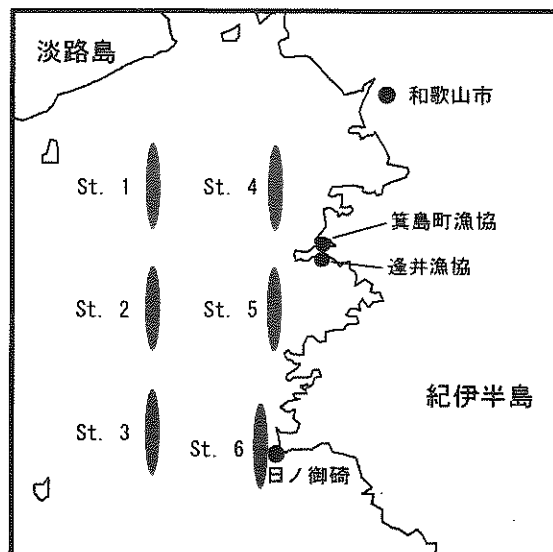 淡路島
和歌山市
St. 1
St. 4
箕島町漁協
逢井漁協
St. 2
St. 5
紀伊半島
St. 3
St. 6
日ノ御碕